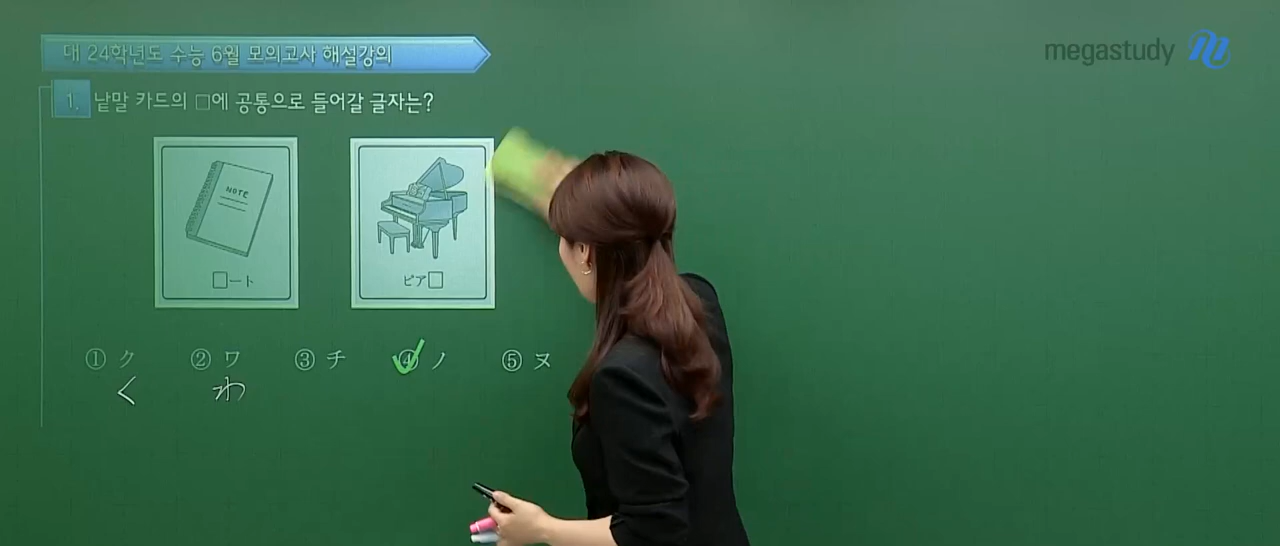 대 24학년도 수능 6월 모의고사 해설강의
megastudy
1. 낱말 카드의 □에 공통으로 들어갈 글자는?
NOTE
□ート
ピア□
① ク ② ワ ③ チ ④ ノ ⑤ ヌ
く わ